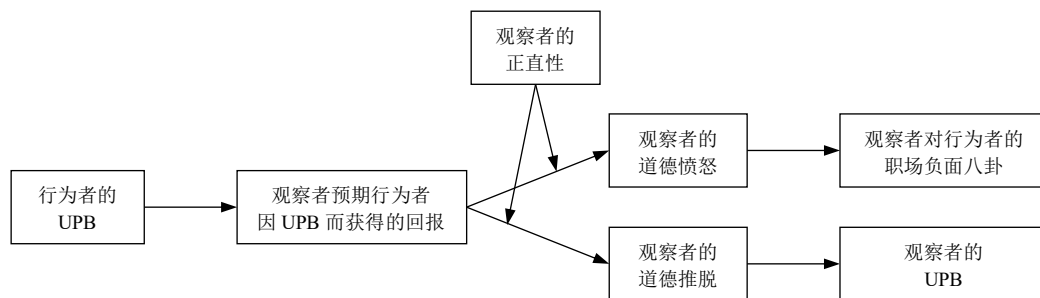 观察者的
正直性
观察者的
道德愤怒
观察者对行为者的
职场负面八卦
行为者的
UPB
观察者预期行为者
因 UPB 而获得的回报
观察者的
道德推脱
观察者的
UPB